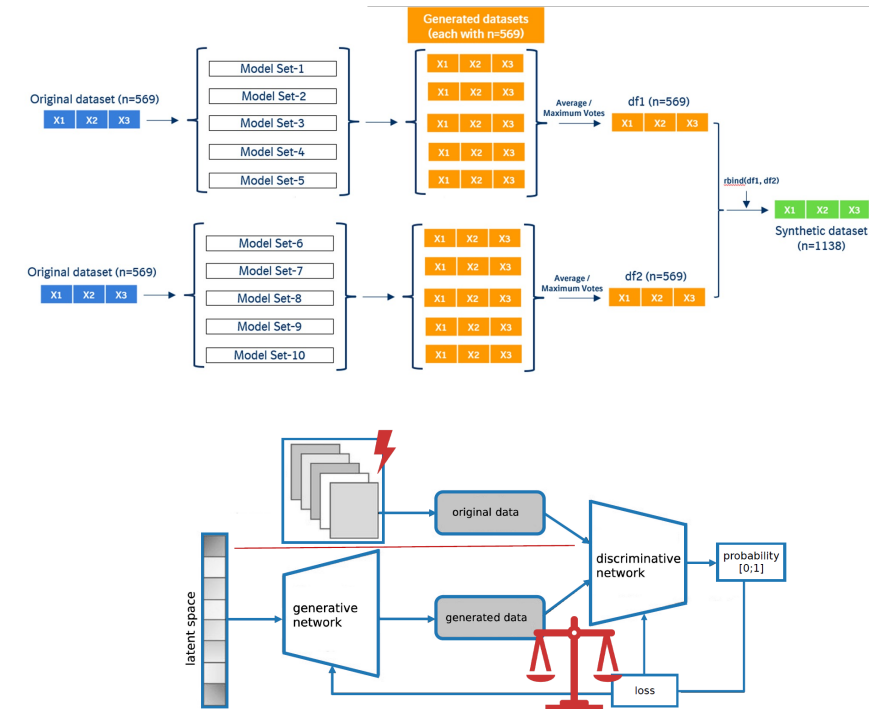 Generated datasets
(each with n=569)
Original dataset (n=569)
X1 X2 X3
Model Set-1
Model Set-2
Model Set-3
Model Set-4
Model Set-5
X1 X2 X3
X1 X2 X3
X1 X2 X3
X1 X2 X3
X1 X2 X3
Average /
Maximum Votes
df1 (n=569)
X1 X2 X3
Original dataset (n=569)
X1 X2 X3
Model Set-6
Model Set-7
Model Set-8
Model Set-9
Model Set-10
X1 X2 X3
X1 X2 X3
X1 X2 X3
X1 X2 X3
X1 X2 X3
Average /
Maximum Votes
df2 (n=569)
X1 X2 X3
rbind(df1, df2)
X1 X2 X3
Synthetic dataset
(n=1138)
original data
latent space
generative
network
generated data
discriminative
network
probability
[0;1]
loss